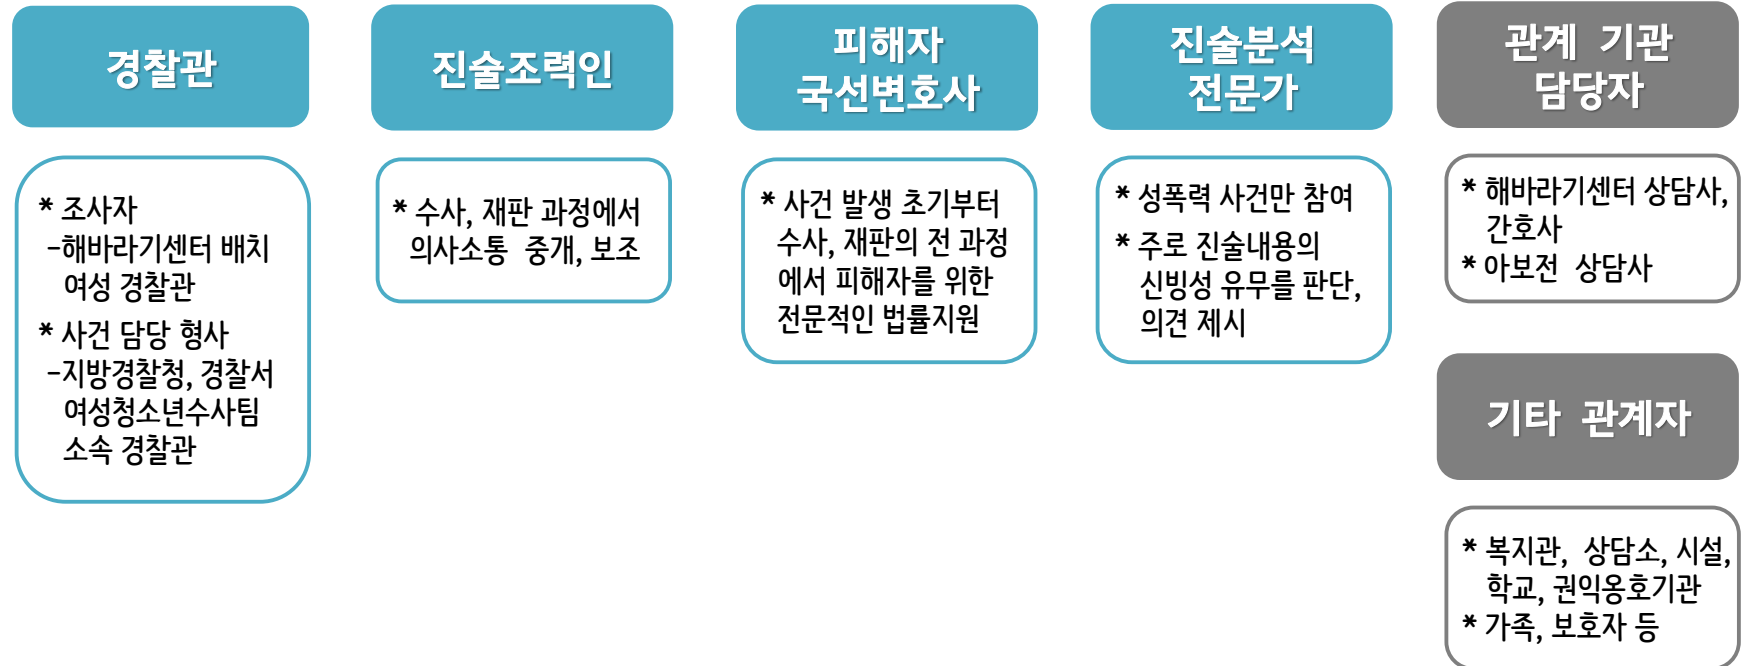 경찰관
* 조사자
-해바라기센터 배치
여성 경찰관
* 사건 담당 형사
-지방경찰청, 경찰서
여성청소년수사팀
소속 경찰관
진술조력인
* 수사, 재판 과정에서
의사소통 중개, 보조
피해자
국선변호사
* 사건 발생 초기부터
수사, 재판의 전 과정
에서 피해자를 위한
전문적인 법률지원
진술분석
전문가
* 성폭력 사건만 참여
* 주로 진술내용의
신빙성 유무를 판단,
의견 제시
관계 기관
담당자
* 해바라기센터 상담사,
간호사
* 아보전 상담사
기타 관계자
* 복지관, 상담소, 시설,
학교, 권익옹호기관
* 가족, 보호자 등